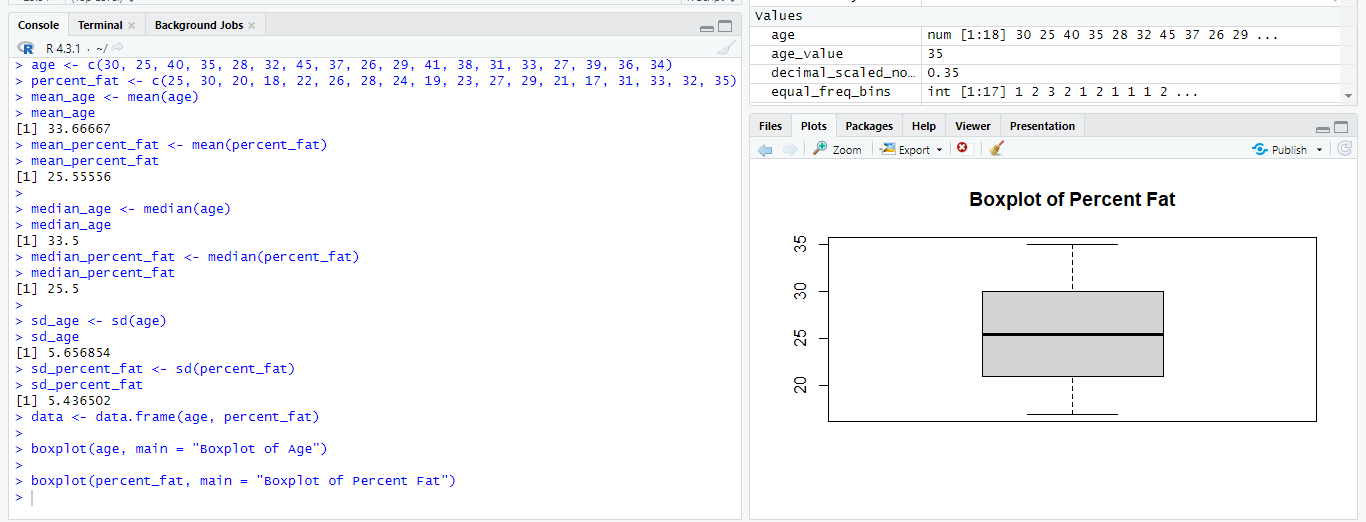 Console Terminal Background Jobs
R 4.3.1 · ~/
> age <- c(30, 25, 40, 35, 28, 32, 45, 37, 26, 29, 41, 38, 31, 33, 27, 39, 36, 34)
> percent_fat <- c(25, 30, 20, 18, 22, 26, 28, 24, 19, 23, 27, 29, 21, 17, 31, 33, 32, 35)
> mean_age <- mean(age)
> mean_age
[1] 33.66667
> mean_percent_fat <- mean(percent_fat)
> mean_percent_fat
[1] 25.55556
>
> median_age <- median(age)
> median_age
[1] 33.5
> median_percent_fat <- median(percent_fat)
> median_percent_fat
[1] 25.5
>
> sd_age <- sd(age)
> sd_age
[1] 5.656854
> sd_percent_fat <- sd(percent_fat)
> sd_percent_fat
[1] 5.436502
> data <- data.frame(age, percent_fat)
>
> boxplot(age, main = "Boxplot of Age")
>
> boxplot(percent_fat, main = "Boxplot of Percent Fat")
>
Values
age num [1:18] 30 25 40 35 28 32 45 37 26 29 ...
age_value 35
decimal_scaled_no… 0.35
equal_freq_bins int [1:17] 1 2 3 2 1 2 1 1 1 2 ...
Files Plots Packages Help Viewer Presentation
Zoom Export Publish
Boxplot of Percent Fat
35
30
25
20